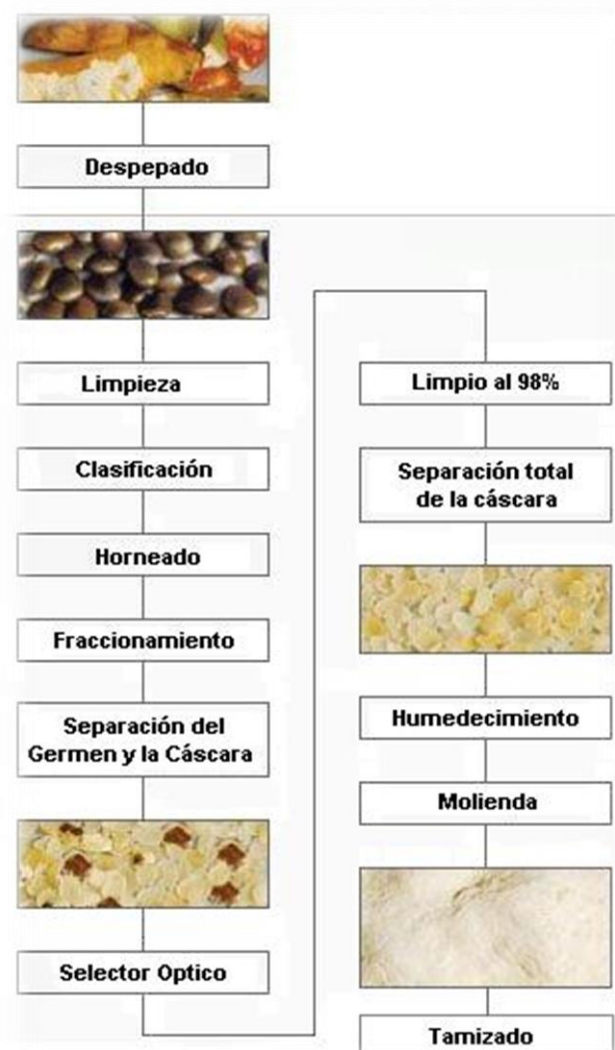 Despepado
Limpieza
Clasificación
Horneado
Fraccionamiento
Separación del
Germen y la Cáscara
Selector Optico
Limpio al 98%
Separación total
de la cáscara
Humedecimiento
Molienda
Tamizado